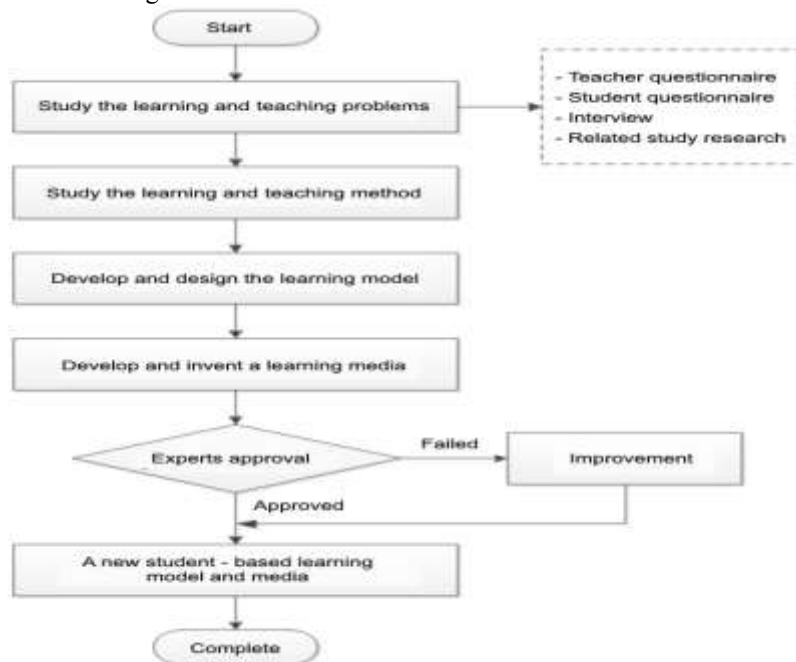 Start
Study the learning and teaching problems
- Teacher questionnaire
- Student questionnaire
- Interview
- Related study research
Study the learning and teaching method
Develop and design the learning model
Develop and invent a learning media
Experts approval
Failed
Improvement
Approved
A new student - based learning
model and media
Complete